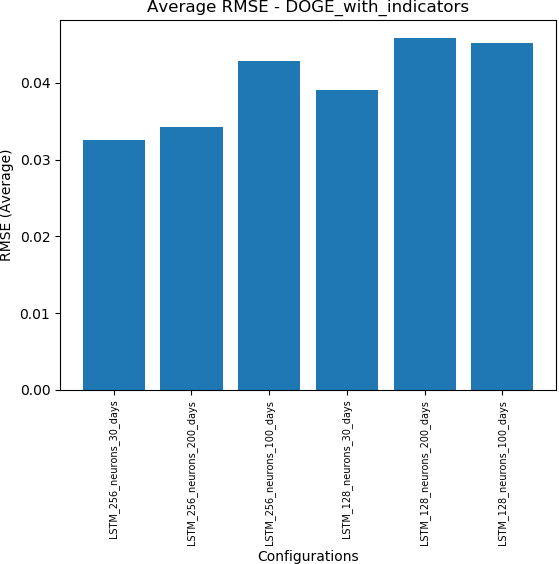 Average RMSE - DOGE_with_indicators
RMSE (Average)
0.04
0.03
0.02
0.01
0.00
LSTM_256_neurons_30_days
LSTM_256_neurons_200_days
LSTM_256_neurons_100_days
LSTM_128_neurons_30_days
LSTM_128_neurons_200_days
LSTM_128_neurons_100_days
Configurations